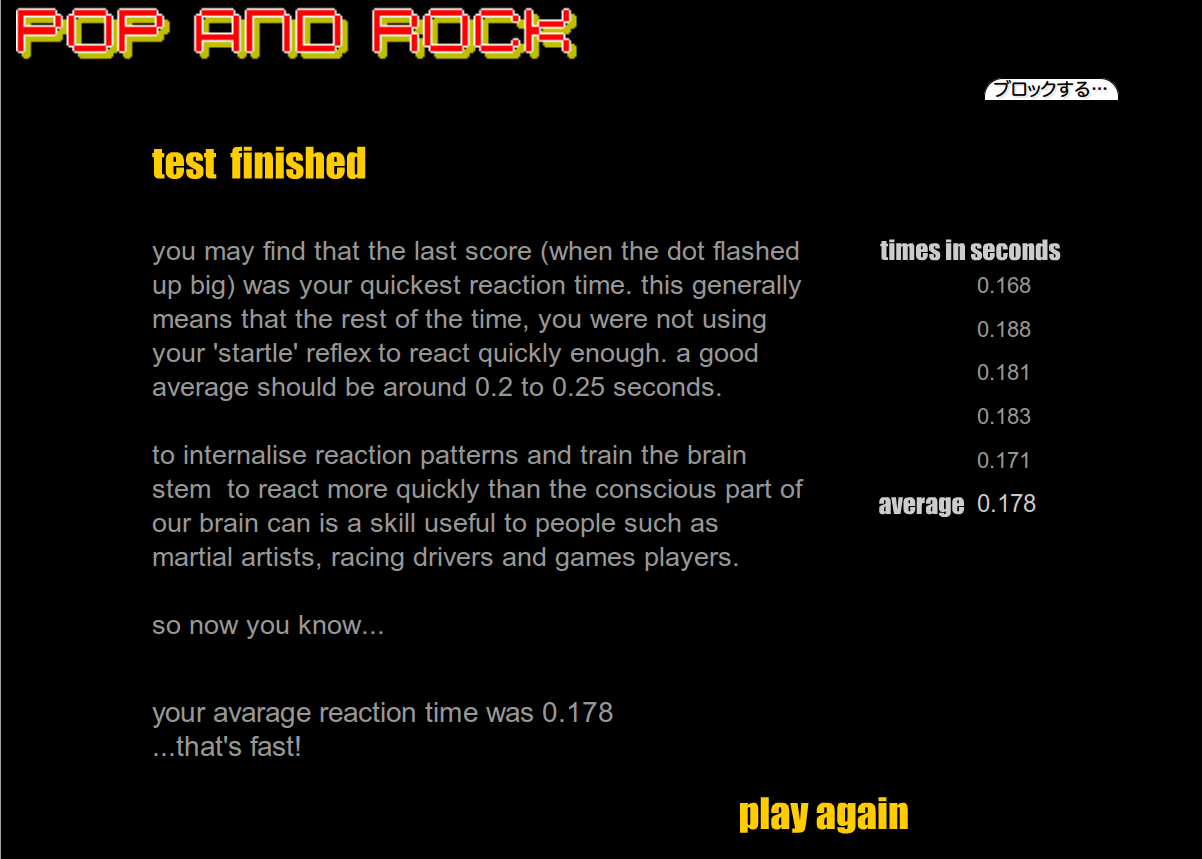 POP AND ROCK
ブロックする…
test finished
you may find that the last score (when the dot flashed
up big) was your quickest reaction time. this generally
means that the rest of the time, you were not using
your 'startle' reflex to react quickly enough. a good
average should be around 0.2 to 0.25 seconds.
to internalise reaction patterns and train the brain
stem  to react more quickly than the conscious part of
our brain can is a skill useful to people such as
martial artists, racing drivers and games players.
so now you know...
your avarage reaction time was 0.178
...that's fast!
times in seconds
0.168
0.188
0.181
0.183
0.171
average 0.178
play again